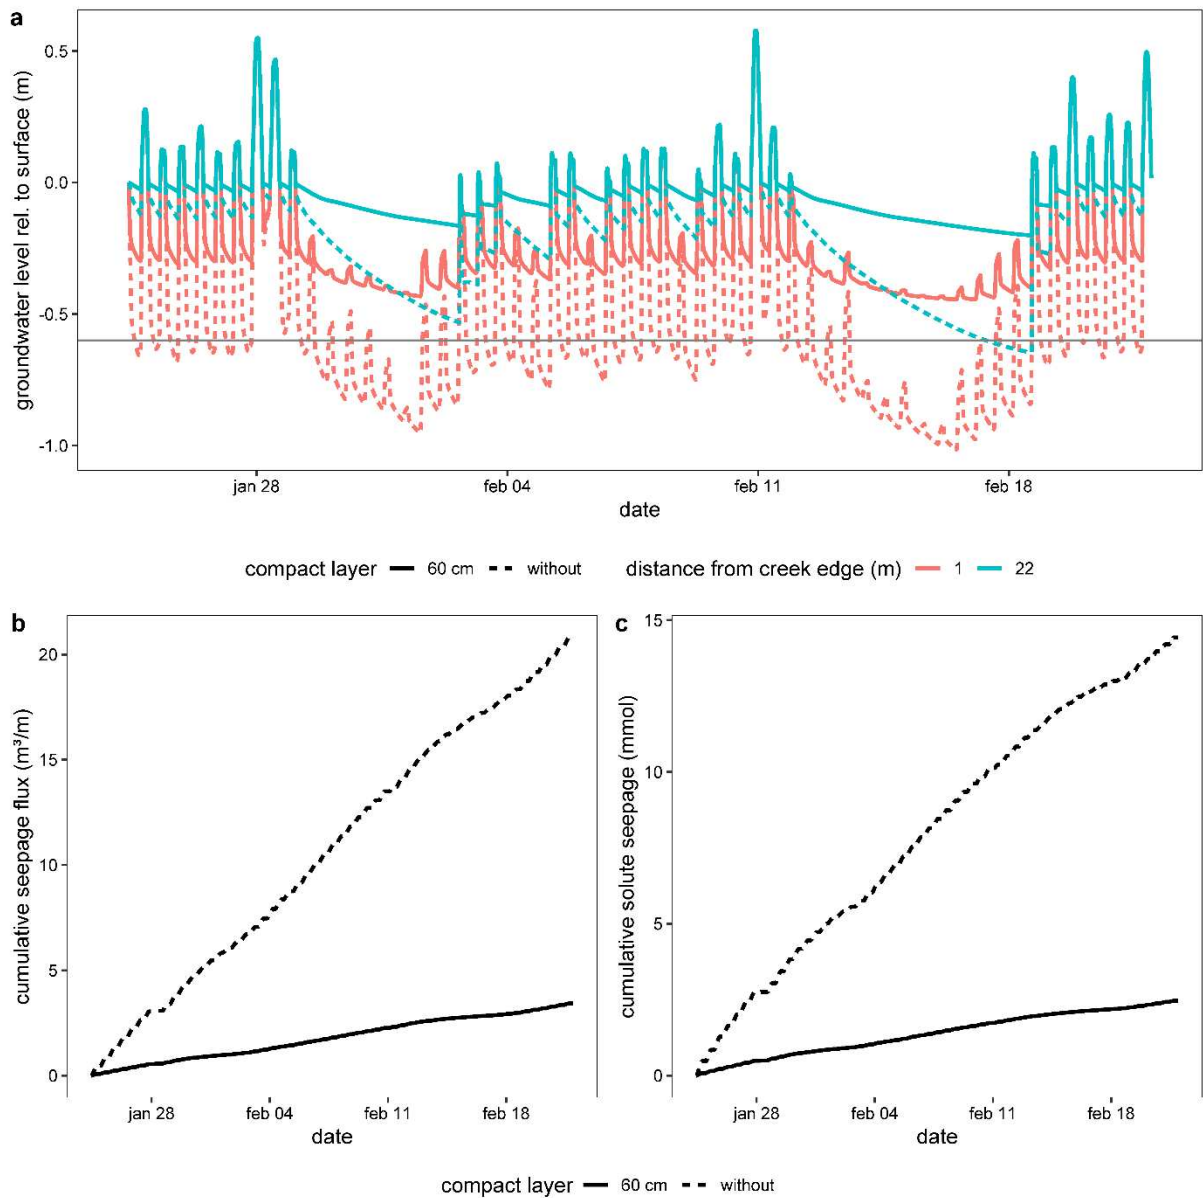 a
groundwater level rel. to surface (m)
0.5
0.0
-0.5
-1.0
jan 28
feb 04
feb 11
feb 18
date
compact layer 60 cm without distance from creek edge (m) 1 22
b
cumulative seepage flux (m³/m)
20
15
10
5
0
jan 28
feb 04
feb 11
feb 18
date
c
cumulative solute seepage (mmol)
15
10
5
0
jan 28
feb 04
feb 11
feb 18
date
compact layer 60 cm without